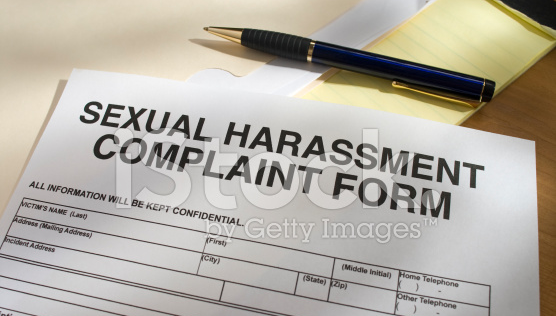 SEXUAL HARASSMENT
COMPLAINT FORM
iStock
by Getty Images™
ALL INFORMATION WILL BE KEPT CONFIDENTIAL.
VICTIM'S NAME (Last) (First) (Middle Initial) Home Telephone
( ) -
Address (Mailing Address) (City) (State) (Zip) Other Telephone
( ) -
Incident Address